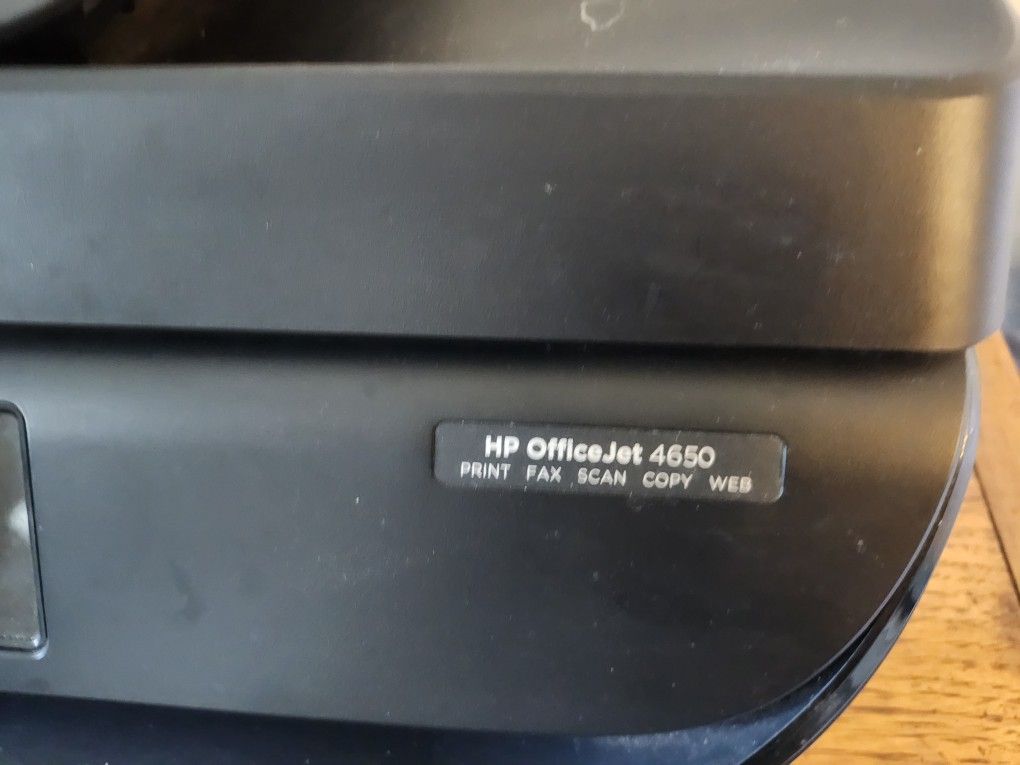 HP OfficeJet 4650
PRINT FAX SCAN COPY WEB